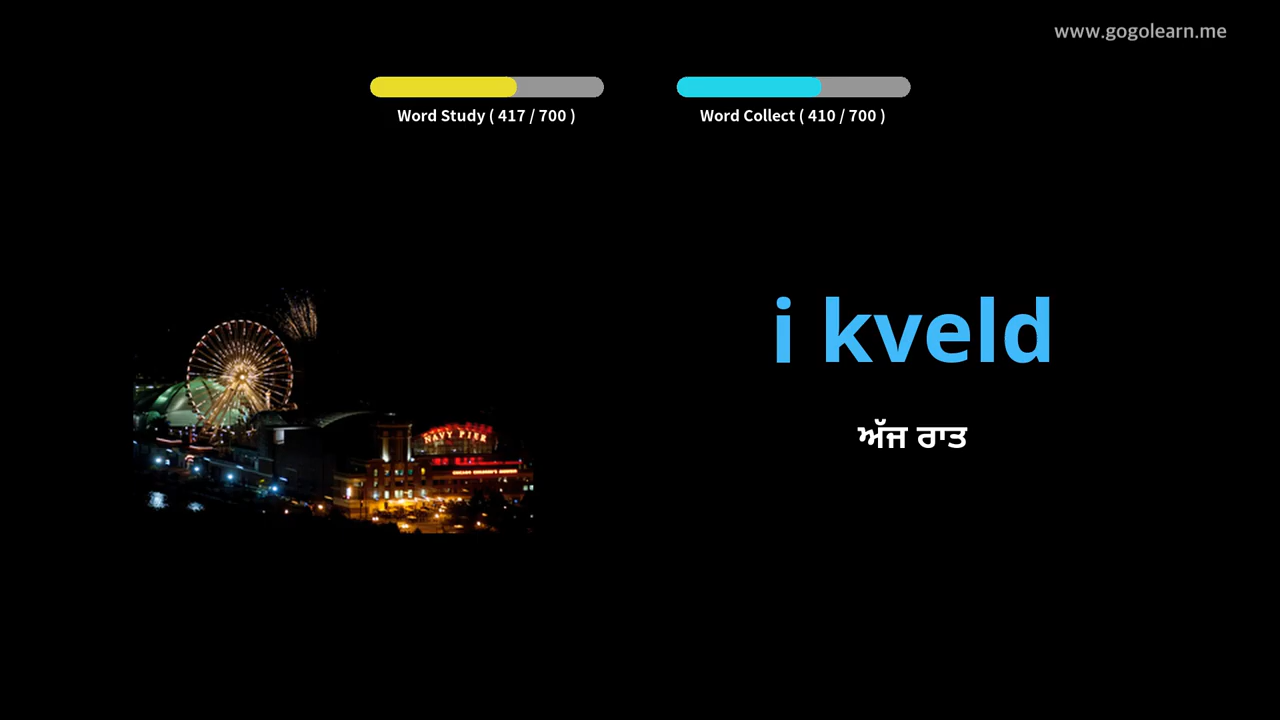 www.gogolearn.me
Word Study ( 417 / 700 )
Word Collect ( 410 / 700 )
i kveld
ਅੱਜ ਰਾਤ
NAVY PIER